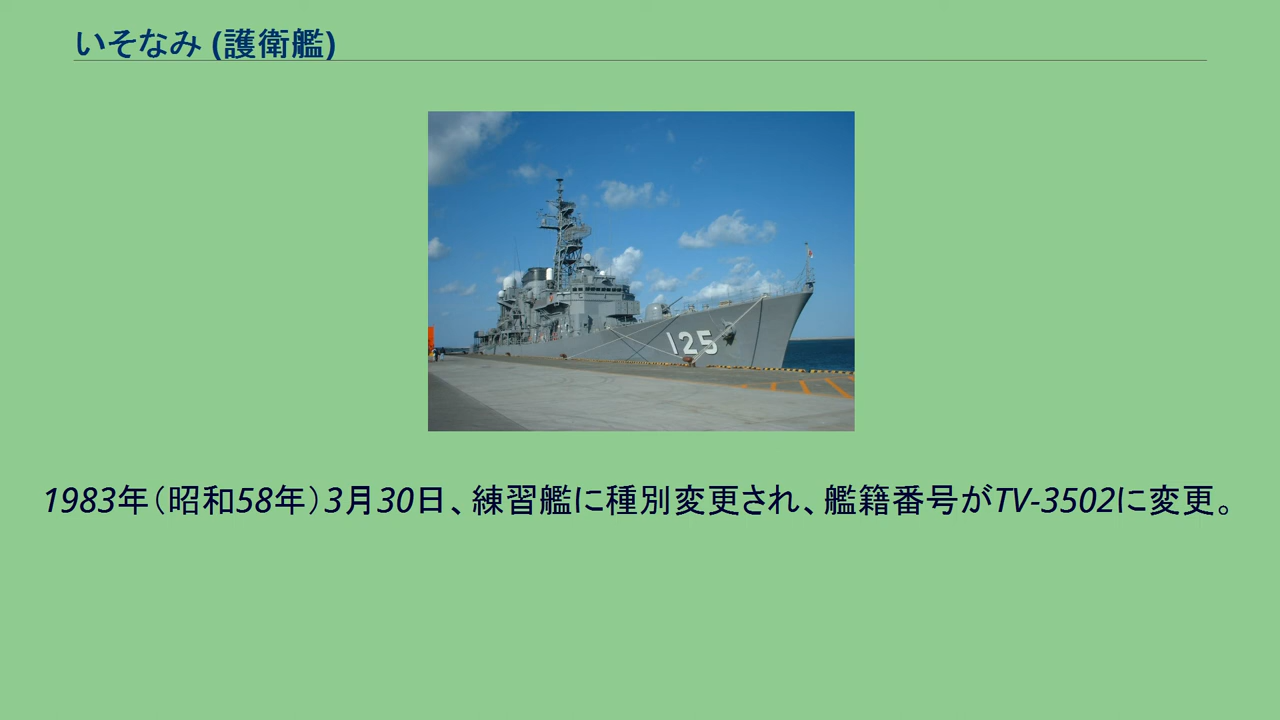 いそなみ (護衛艦)
125
1983年（昭和58年）3月30日、練習艦に種別変更され、艦籍番号がTV-3502に変更。